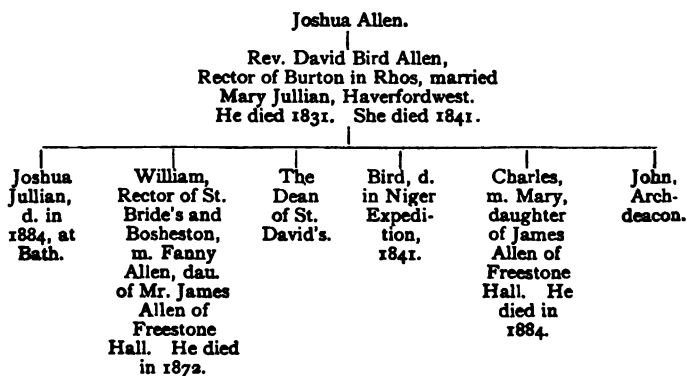 Joshua Allen.
Rev. David Bird Allen,
Rector of Burton in Rhos, married
Mary Jullian, Haverfordwest.
He died 1831. She died 1841.
Joshua
Jullian,
d. in
1884, at
Bath.
William,
Rector of St.
Bride's and
Bosheston,
m. Fanny
Allen, dau.
of Mr. James
Allen of
Freestone
Hall. He died
in 1872.
The
Dean
of St.
David's.
Bird, d.
in Niger
Expedi-
tion,
1841.
Charles,
m. Mary,
daughter
of James
Allen of
Freestone
Hall. He
died in
1884.
John,
Arch-
deacon.